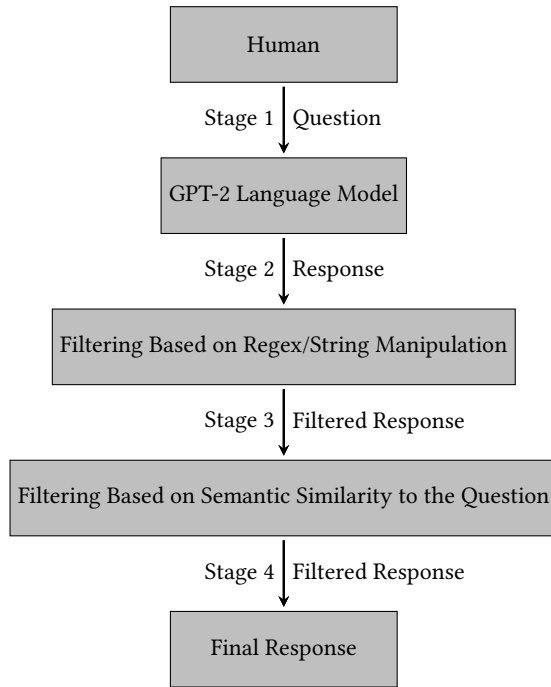 Human
Stage 1 Question
GPT-2 Language Model
Stage 2 Response
Filtering Based on Regex/String Manipulation
Stage 3 Filtered Response
Filtering Based on Semantic Similarity to the Question
Stage 4 Filtered Response
Final Response